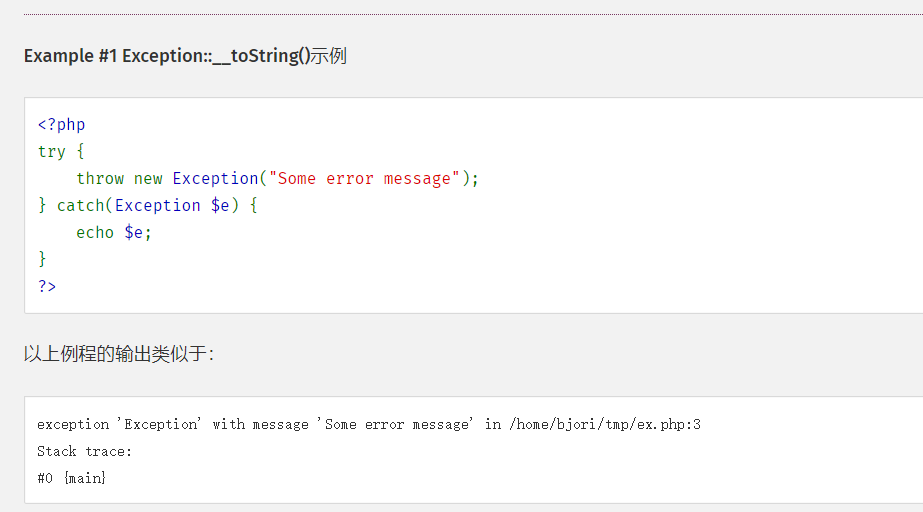 Example #1 Exception::__toString()示例
<?php
try {
    throw new Exception("Some error message");
} catch(Exception $e) {
    echo $e;
}
?>
以上例程的输出类似于：
exception 'Exception' with message 'Some error message' in /home/bjori/tmp/ex.php:3
Stack trace:
#0 {main}